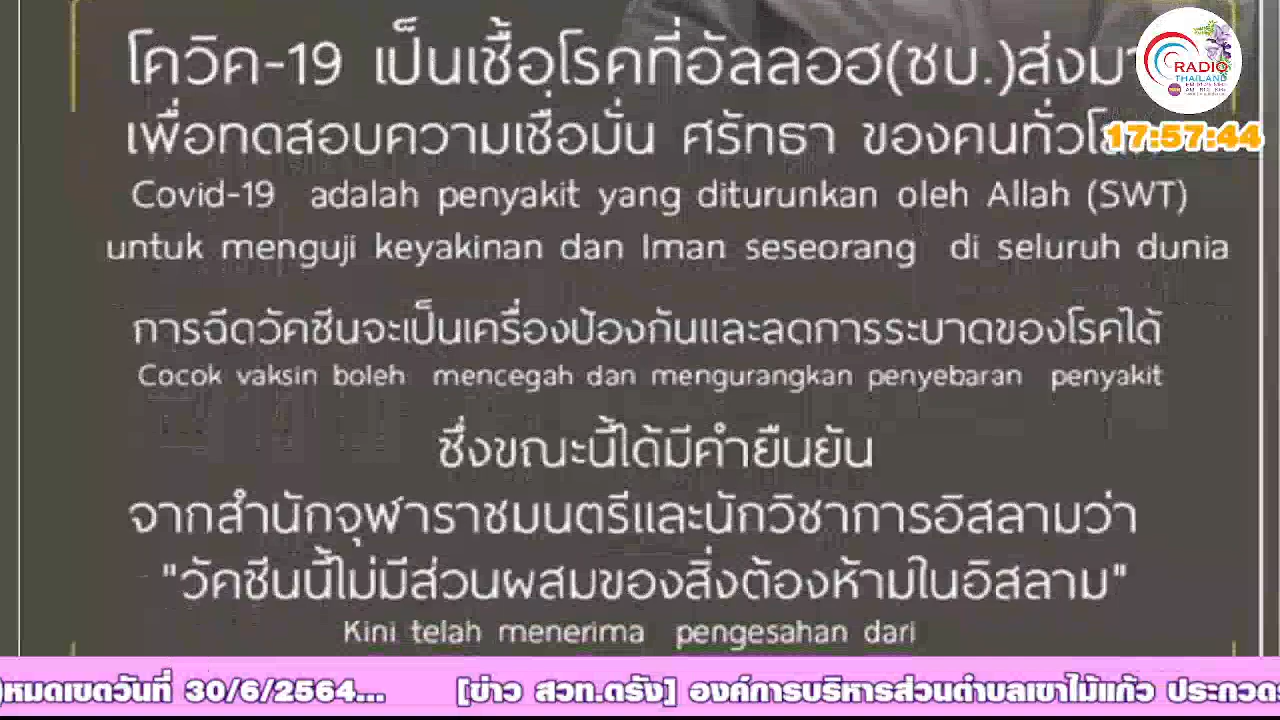 โควิค-19 เป็นเชื้อโรคที่อัลลอฮ(ซบ.)ส่งมา
RADIO
THAILAND
17:57:44
เพื่อทดสอบความเชื่อมั่น ศรัทธา ของคนทั่วโลก
Covid-19 adalah penyakit yang diturunkan oleh Allah (SWT)
untuk menguji keyakinan dan Iman seseorang di seluruh dunia
การฉีดวัคซีนจะเป็นเครื่องป้องกันและลดการระบาดของโรคได้
Cocok vaksin boleh mencegah dan mengurangkan penyebaran penyakit
ซึ่งขณะนี้ได้มีคำยืนยัน
จากสำนักจุฬาราชมนตรีและนักวิชาการอิสลามว่า
"วัคซีนนี้ไม่มีส่วนผสมของสิ่งต้องห้ามในอิสลาม"
Kini telah menerima pengesahan dari
)หมดเขตวันที่ 30/6/2564... [ข่าว สวท.ตรัง] องค์การบริหารส่วนตำบลเขาไม้แก้ว ประกวด